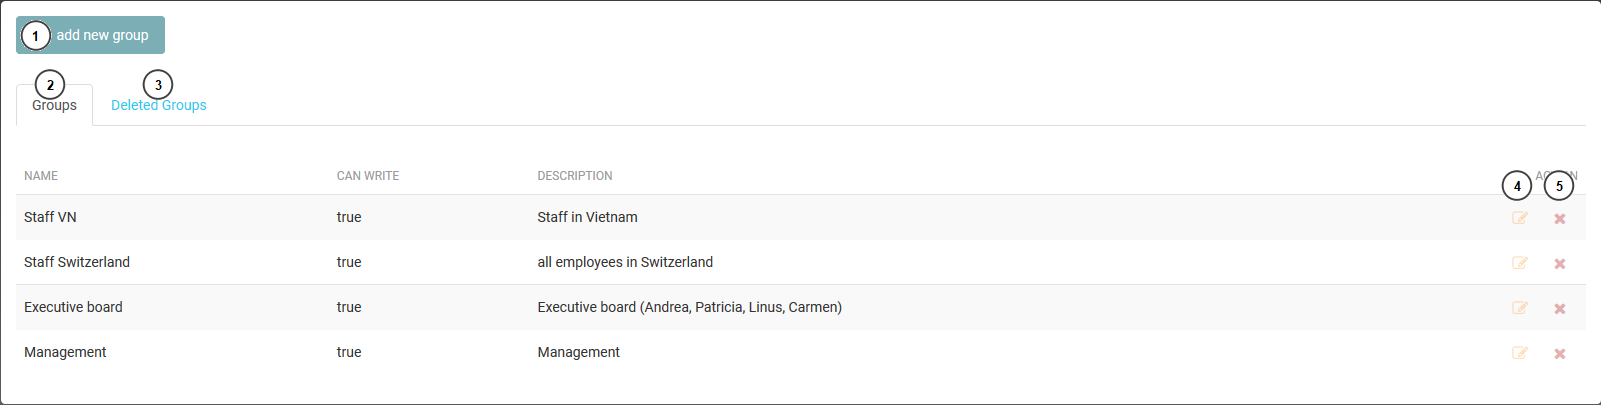 1 add new group
2 3
Groups Deleted Groups
NAME CAN WRITE DESCRIPTION
4 5
Staff VN true Staff in Vietnam
Staff Switzerland true all employees in Switzerland
Executive board true Executive board (Andrea, Patricia, Linus, Carmen)
Management true Management